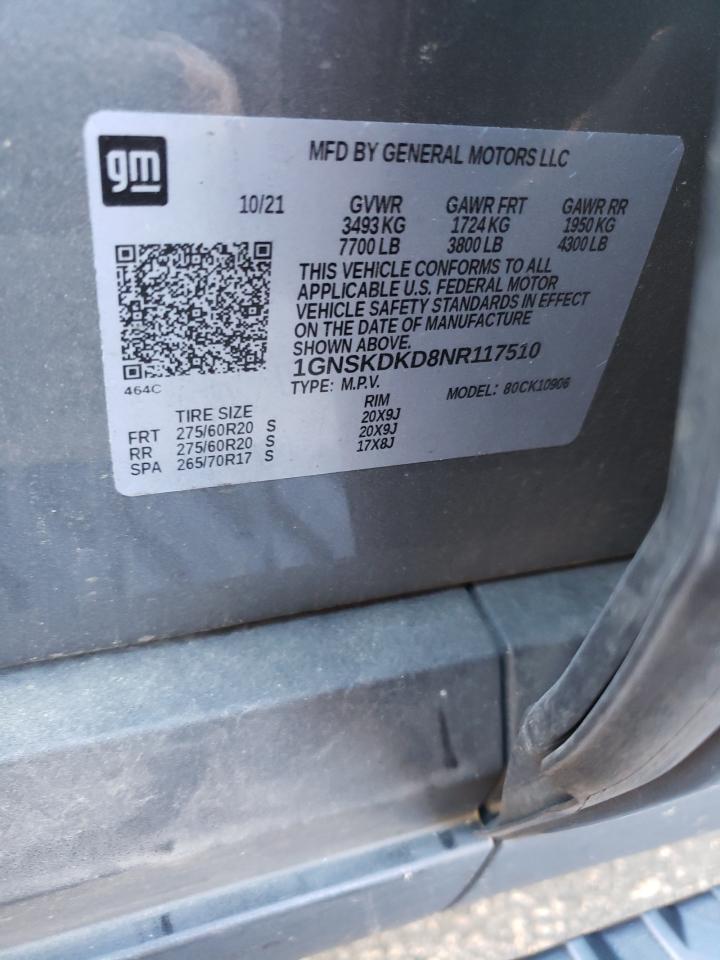 gm
MFD BY GENERAL MOTORS LLC
10/21 GVWR GAWR FRT GAWR RR
3493 KG 1724 KG 1950 KG
7700 LB 3800 LB 4300 LB
THIS VEHICLE CONFORMS TO ALL
APPLICABLE U.S. FEDERAL MOTOR
VEHICLE SAFETY STANDARDS IN EFFECT
ON THE DATE OF MANUFACTURE
SHOWN ABOVE.
1GNSKDKD8NR117510
464C
TYPE: M.P.V. MODEL: 80CK10906
TIRE SIZE RIM
FRT 275/60R20 S 20X9J
RR 275/60R20 S 20X9J
SPA 265/70R17 S 17X8J